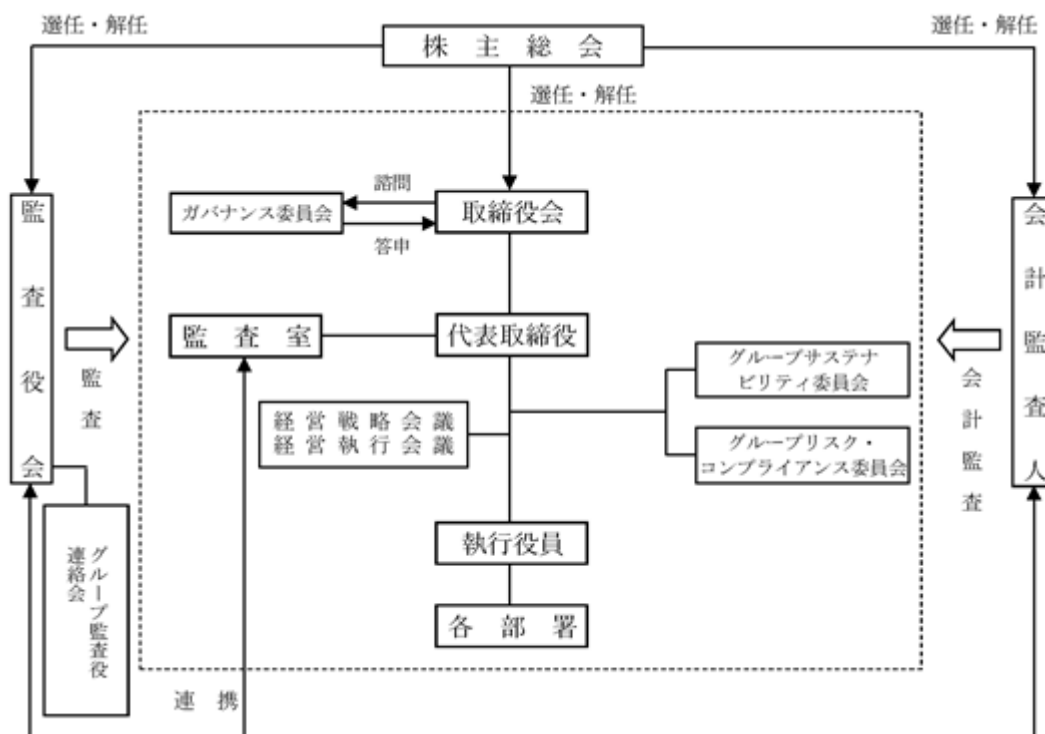 選任・解任
株主総会
選任・解任
選任・解任
諮問
ガバナンス委員会
取締役会
答申
監査役会
会計監査人
監査室
代表取締役
監査
会計監査
グループサステナ
ビリティ委員会
経営戦略会議
経営執行会議
グループリスク・
コンプライアンス委員会
執行役員
グループ監査役
連絡会
各部署
連携